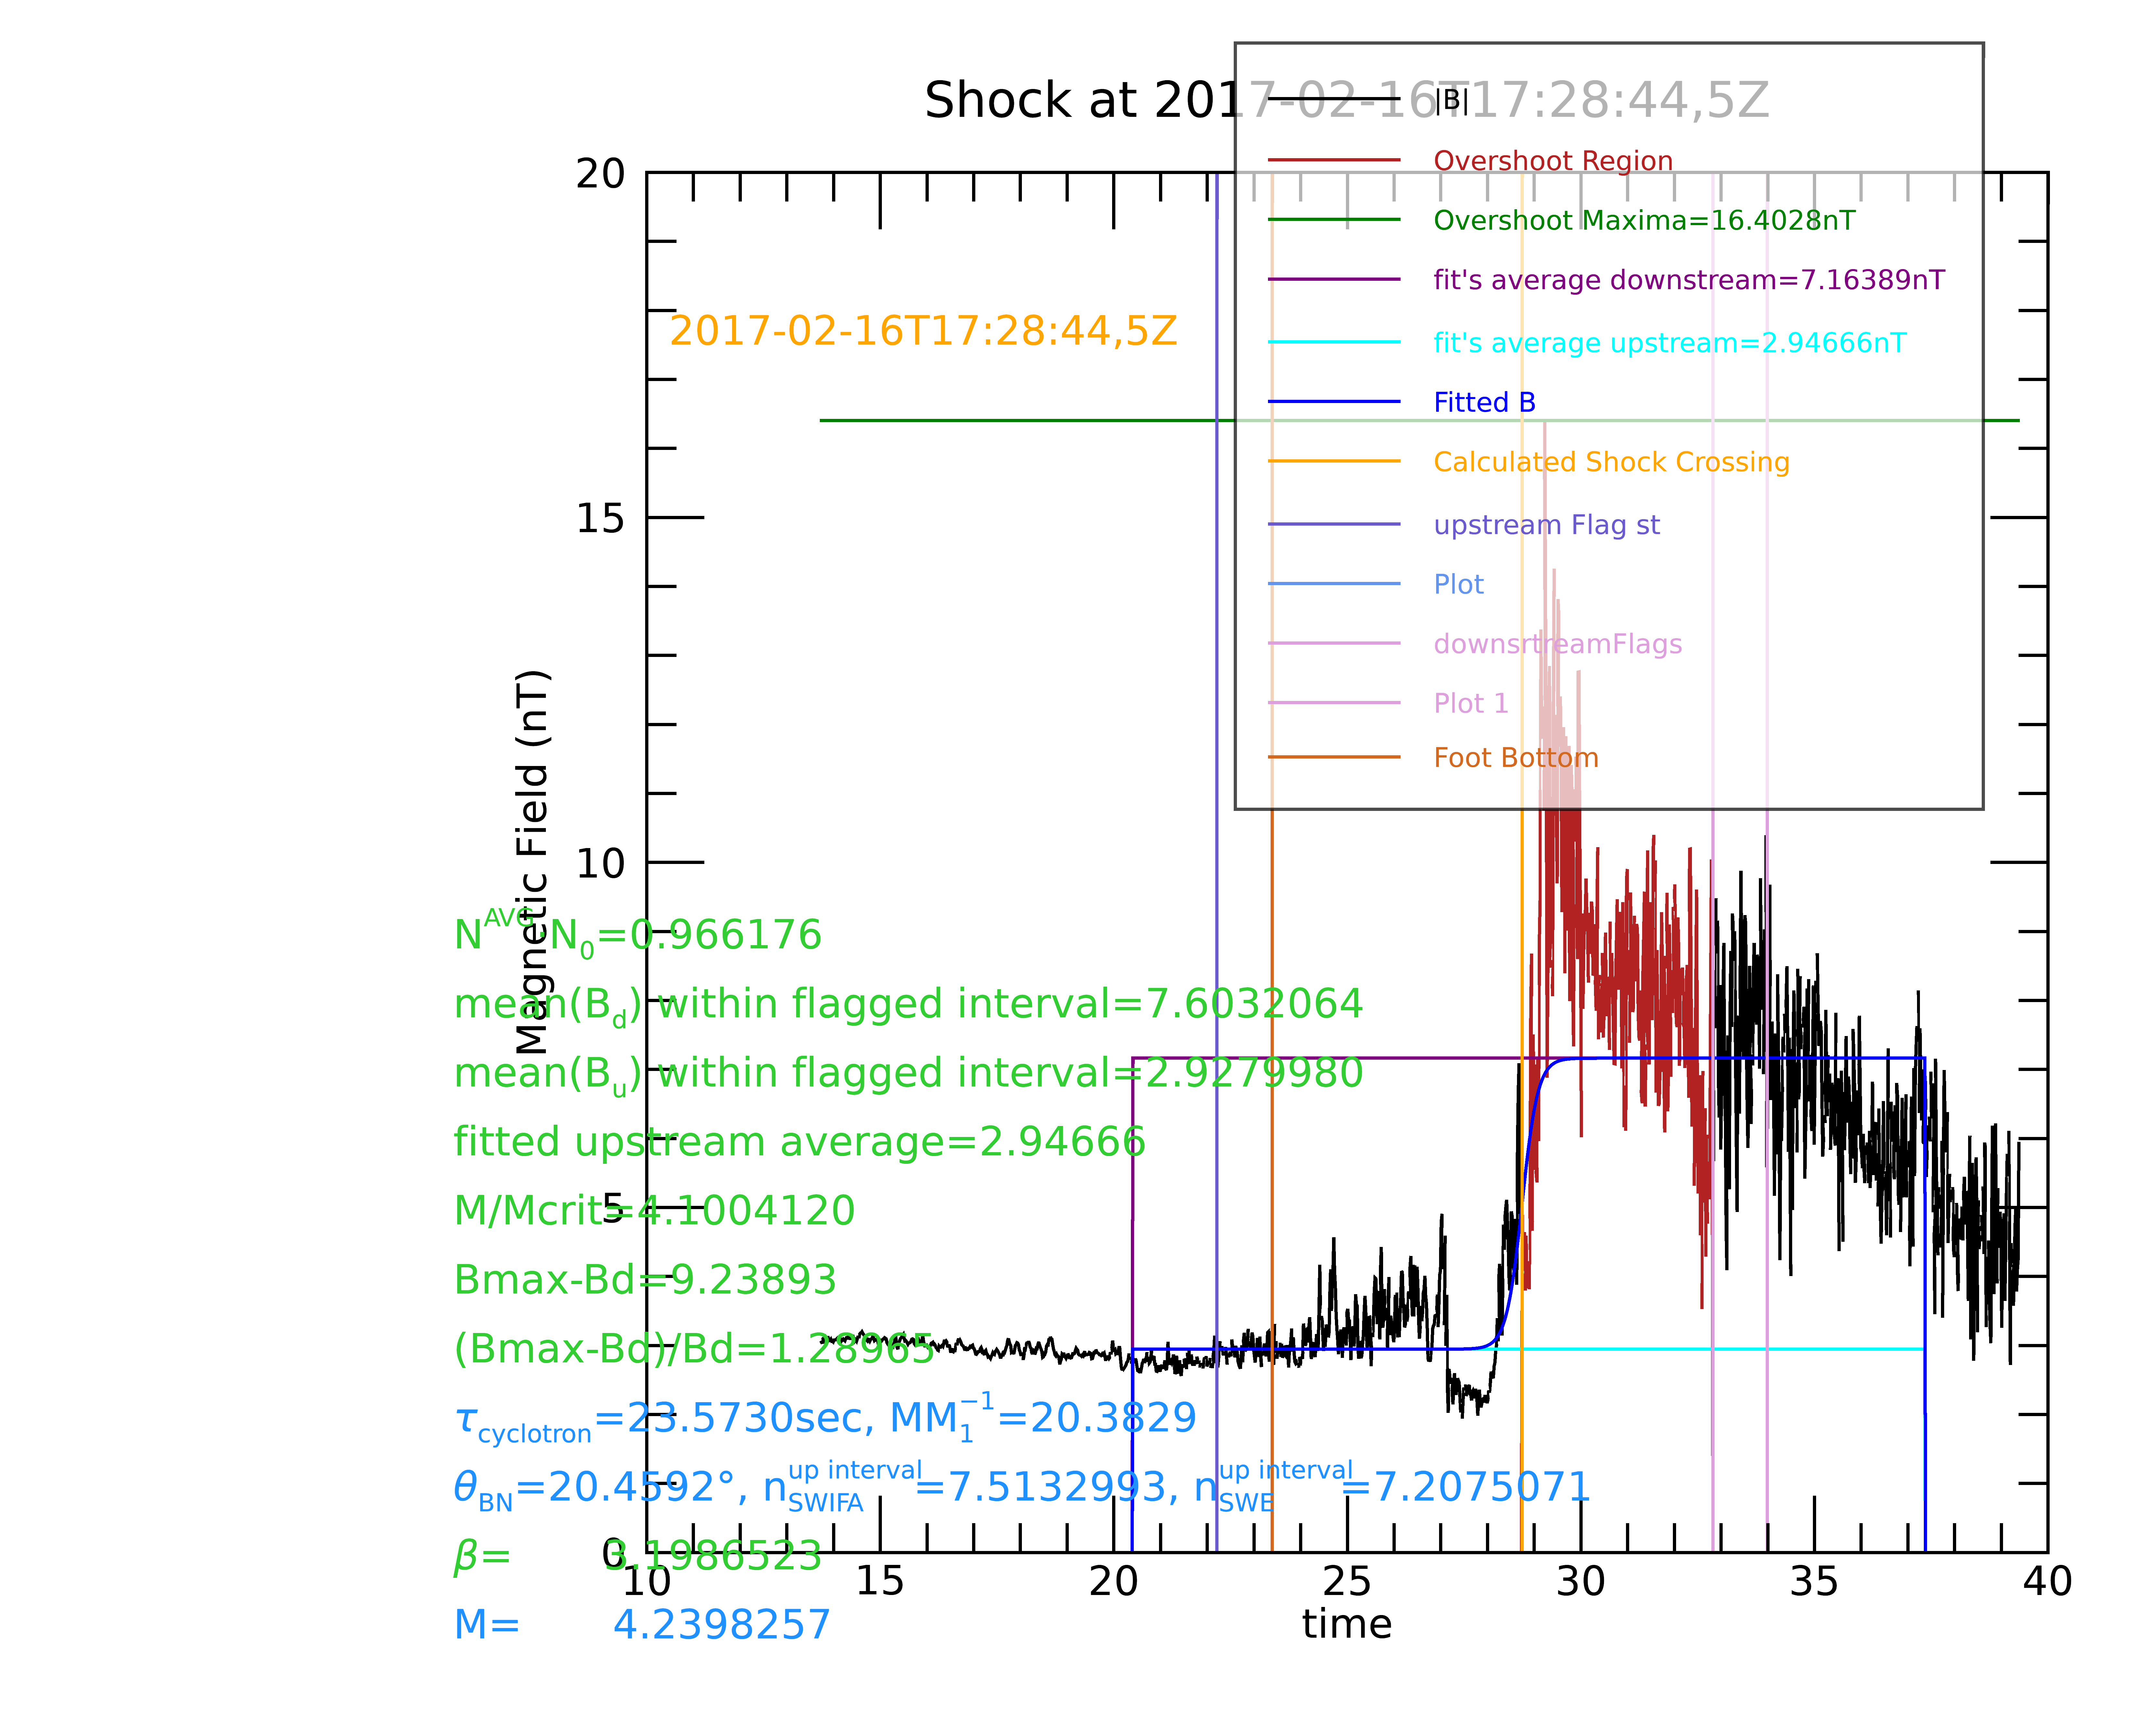 Shock at 2017-02-16T17:28:44,5Z
|B|
Overshoot Region
Overshoot Maxima=16.4028nT
fit's average downstream=7.16389nT
fit's average upstream=2.94666nT
Fitted B
Calculated Shock Crossing
upstream Flag st
Plot
downsrtreamFlags
Plot 1
Foot Bottom
2017-02-16T17:28:44,5Z
20
15
10
5
0
Magnetic Field (nT)
N^AVG·N_0=0.966176
mean(B_d) within flagged interval=7.6032064
mean(B_u) within flagged interval=2.9279980
fitted upstream average=2.94666
M/Mcrit=4.1004120
Bmax-Bd=9.23893
(Bmax-Bd)/Bd=1.28965
τ_cyclotron=23.5730sec, MM_1^−1=20.3829
θ_BN=20.4592°, n_SWIFA^up interval=7.5132993, n_SWE^up interval=7.2075071
β= 3.1986523
M= 4.2398257
10 15 20 25 30 35 40
time